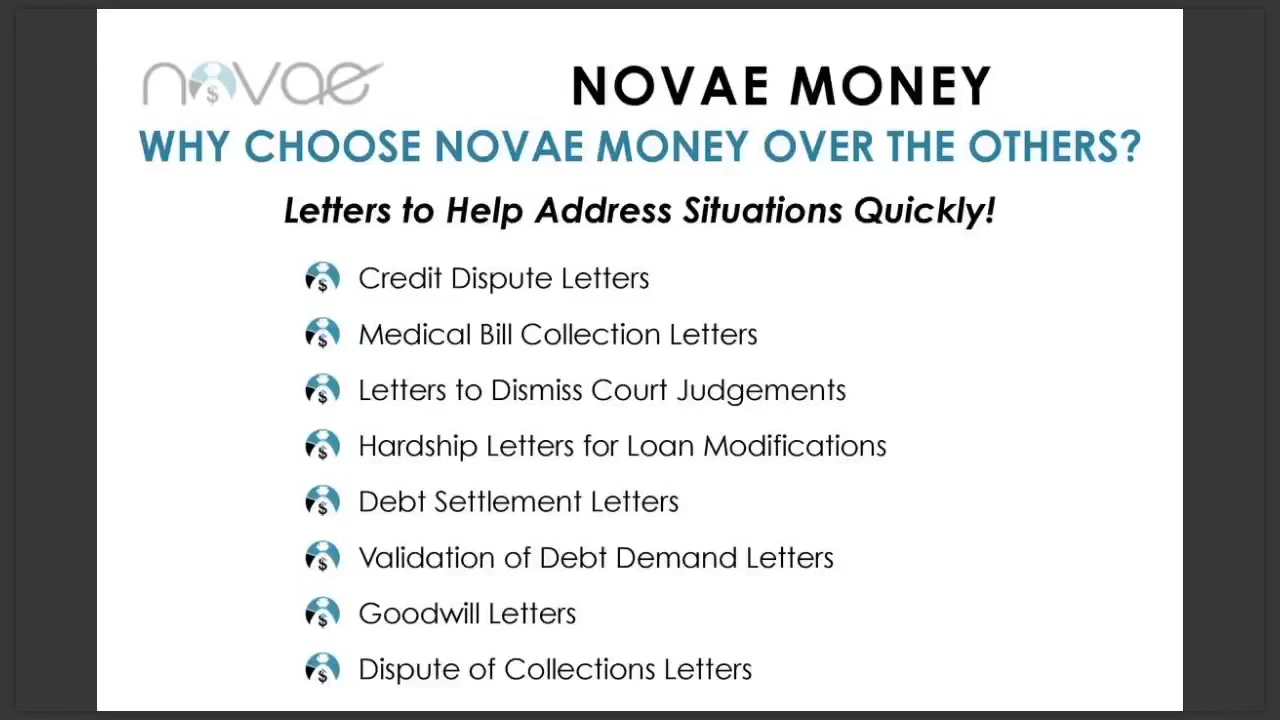 novae
NOVAE MONEY
WHY CHOOSE NOVAE MONEY OVER THE OTHERS?
Letters to Help Address Situations Quickly!
$ Credit Dispute Letters
$ Medical Bill Collection Letters
$ Letters to Dismiss Court Judgements
$ Hardship Letters for Loan Modifications
$ Debt Settlement Letters
$ Validation of Debt Demand Letters
$ Goodwill Letters
$ Dispute of Collections Letters